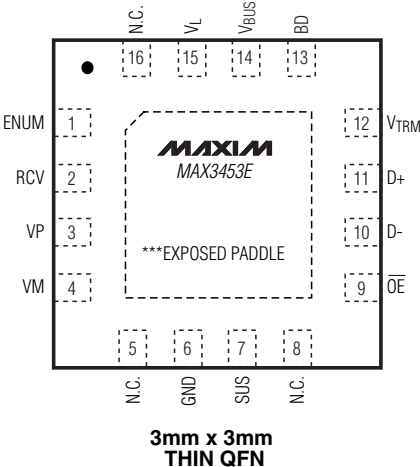 N.C. VL VBUS BD
16 15 14 13
ENUM 1 12 VTRM
MAXIM
MAX3453E
RCV 2 11 D+
VP 3 10 D-
***EXPOSED PADDLE
VM 4 9 OE
5 6 7 8
N.C. GND SUS N.C.
3mm x 3mm
THIN QFN